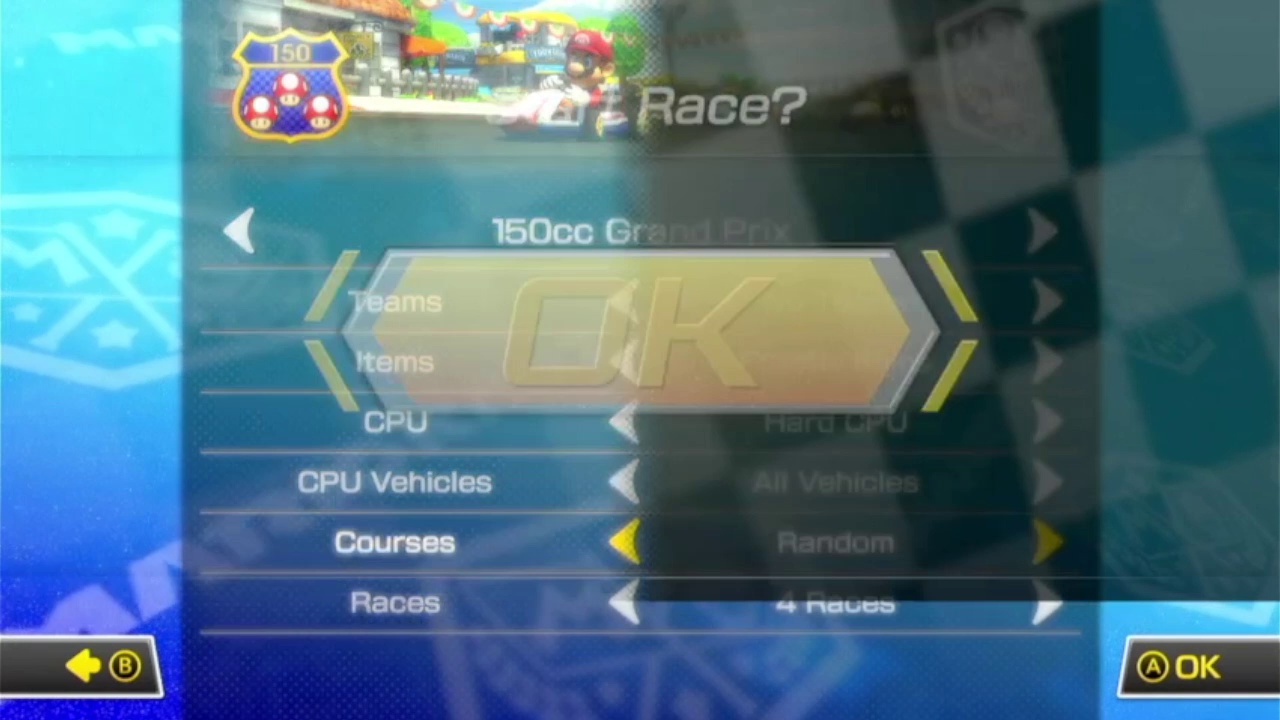 150
Start Race?
150cc Grand Prix
Teams
OK
Items
CPU Hard CPU
CPU Vehicles All Vehicles
Courses Random
Races 4 Races
B
A OK